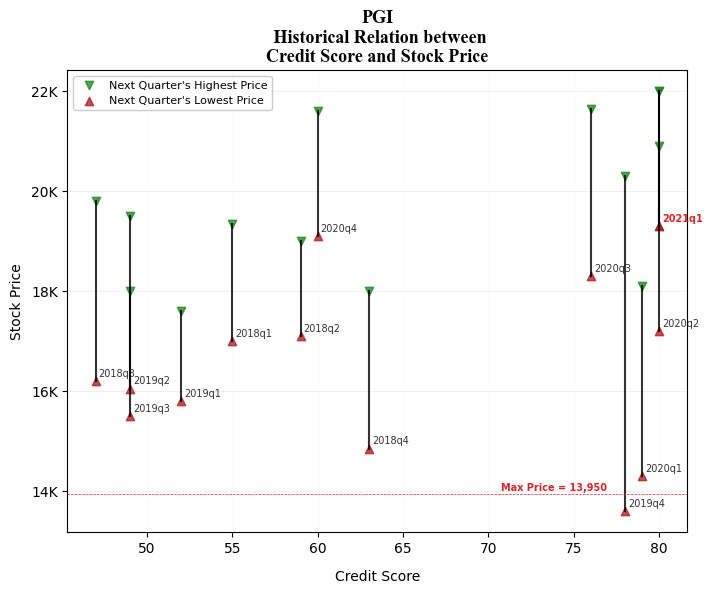 PGI
Historical Relation between
Credit Score and Stock Price
Next Quarter's Highest Price
Next Quarter's Lowest Price
22K
20K
18K
16K
14K
Stock Price
2020q4
2021q1
2018q2
2018q1
2020q3
2020q2
2018q3
2019q2
2019q1
2019q3
2018q4
2020q1
Max Price = 13,950
2019q4
50
55
60
65
70
75
80
Credit Score